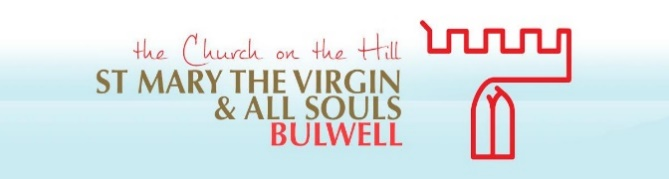 the Church on the Hill
ST MARY THE VIRGIN
& ALL SOULS
BULWELL